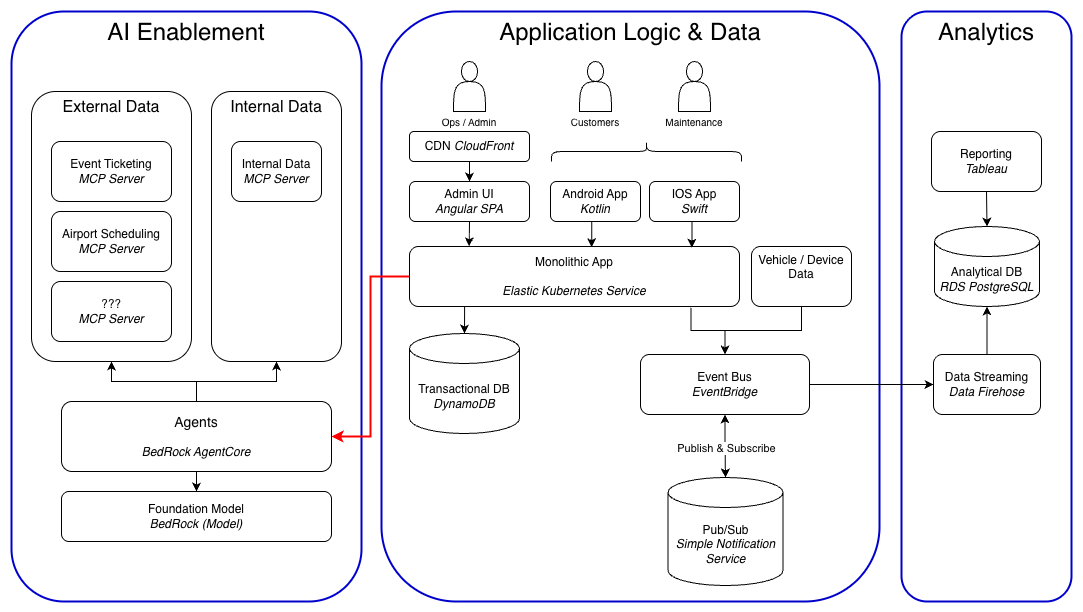 AI Enablement
External Data
Event Ticketing
MCP Server
Airport Scheduling
MCP Server
???
MCP Server
Internal Data
Internal Data
MCP Server
Agents
BedRock AgentCore
Foundation Model
BedRock (Model)
Application Logic & Data
Ops / Admin
Customers
Maintenance
CDN CloudFront
Admin UI
Angular SPA
Android App
Kotlin
IOS App
Swift
Monolithic App
Elastic Kubernetes Service
Vehicle / Device
Data
Transactional DB
DynamoDB
Event Bus
EventBridge
Publish & Subscribe
Pub/Sub
Simple Notification
Service
Analytics
Reporting
Tableau
Analytical DB
RDS PostgreSQL
Data Streaming
Data Firehose